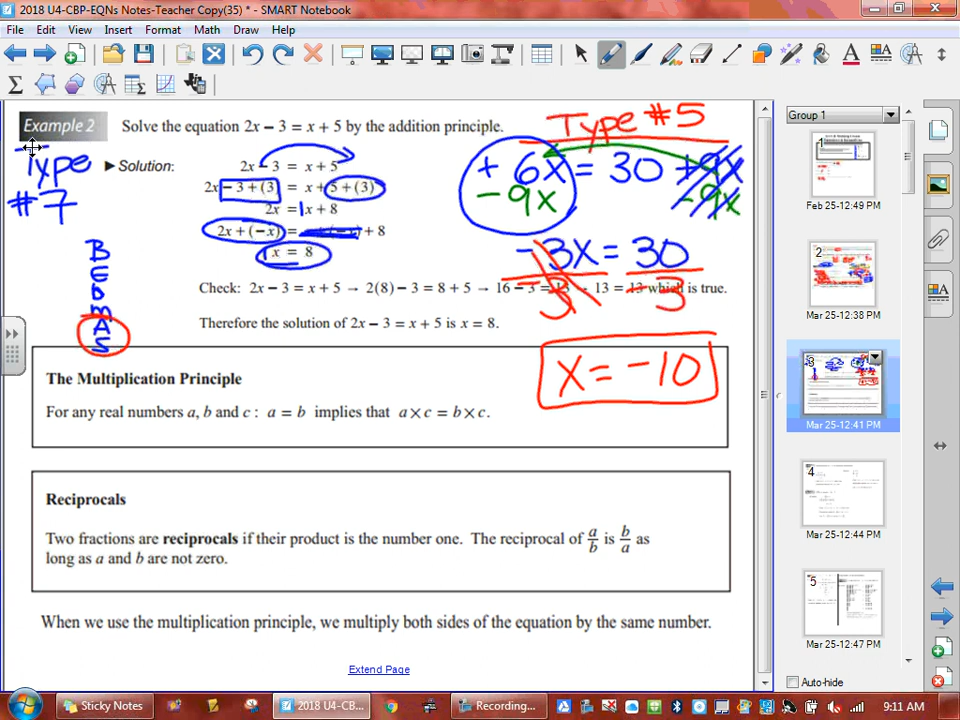 2018 U4-CBP-EQNs Notes-Teacher Copy(35) * - SMART Notebook
File Edit View Insert Format Math Draw Help
Example 2 Solve the equation 2x − 3 = x + 5 by the addition principle.
Type #5
Type
#7
►Solution:
2x − 3 = x + 5
2x − 3 + (3) = x + 5 + (3)
2x = 1x + 8
2x + (−x) = x + (−x) + 8
1x = 8
+ 6x = 30 + 9x
− 9x − 9x
−3x = 30
−3 −3
x = −10
B
E
D
M
A
S
Check: 2x − 3 = x + 5 → 2(8) − 3 = 8 + 5 → 16 − 3 = 13 → 13 = 13 which is true.
Therefore the solution of 2x − 3 = x + 5 is x = 8.
The Multiplication Principle
For any real numbers a, b and c : a = b implies that a × c = b × c.
Reciprocals
Two fractions are reciprocals if their product is the number one. The reciprocal of a/b is b/a as
long as a and b are not zero.
When we use the multiplication principle, we multiply both sides of the equation by the same number.
Extend Page
Group 1
1
Feb 25-12:49 PM
2
Mar 25-12:38 PM
3
Mar 25-12:41 PM
4
Mar 25-12:44 PM
5
Mar 25-12:47 PM
Auto-hide
Sticky Notes
2018 U4-CB...
Recording...
9:11 AM